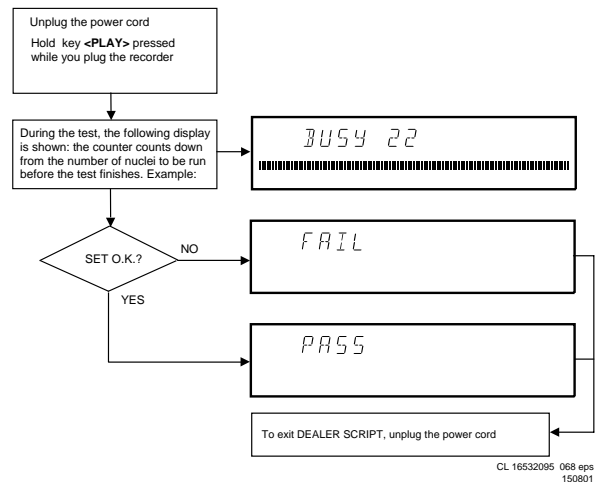 Unplug the power cord
Hold key <PLAY> pressed
while you plug the recorder
During the test, the following display
is shown: the counter counts down
from the number of nuclei to be run
before the test finishes. Example:
BUSY 22
SET O.K.?
NO
FAIL
YES
PASS
To exit DEALER SCRIPT, unplug the power cord
CL 16532095_068 eps
150801